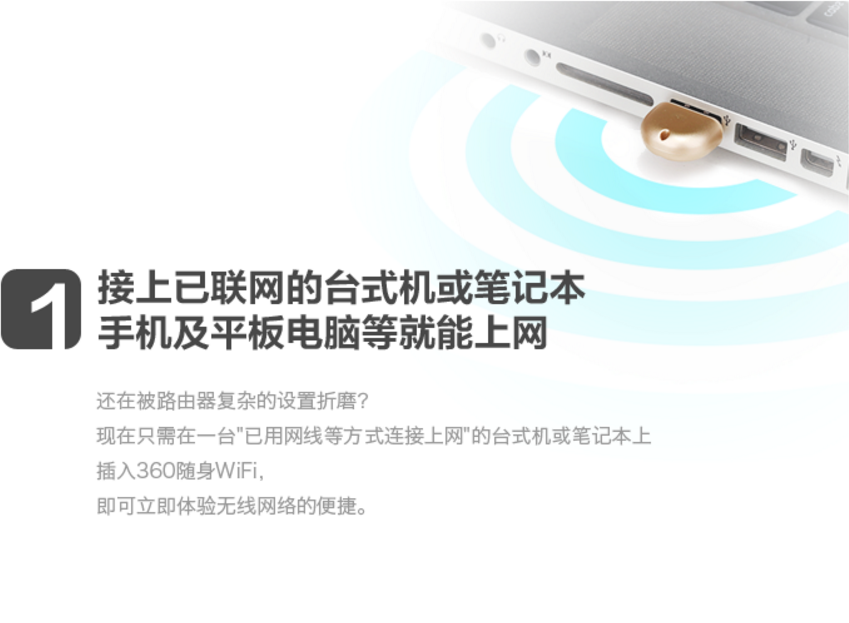 1
接上已联网的台式机或笔记本
手机及平板电脑等就能上网
还在被路由器复杂的设置折磨?
现在只需在一台"已用网线等方式连接上网"的台式机或笔记本上
插入360随身WiFi,
即可立即体验无线网络的便捷。